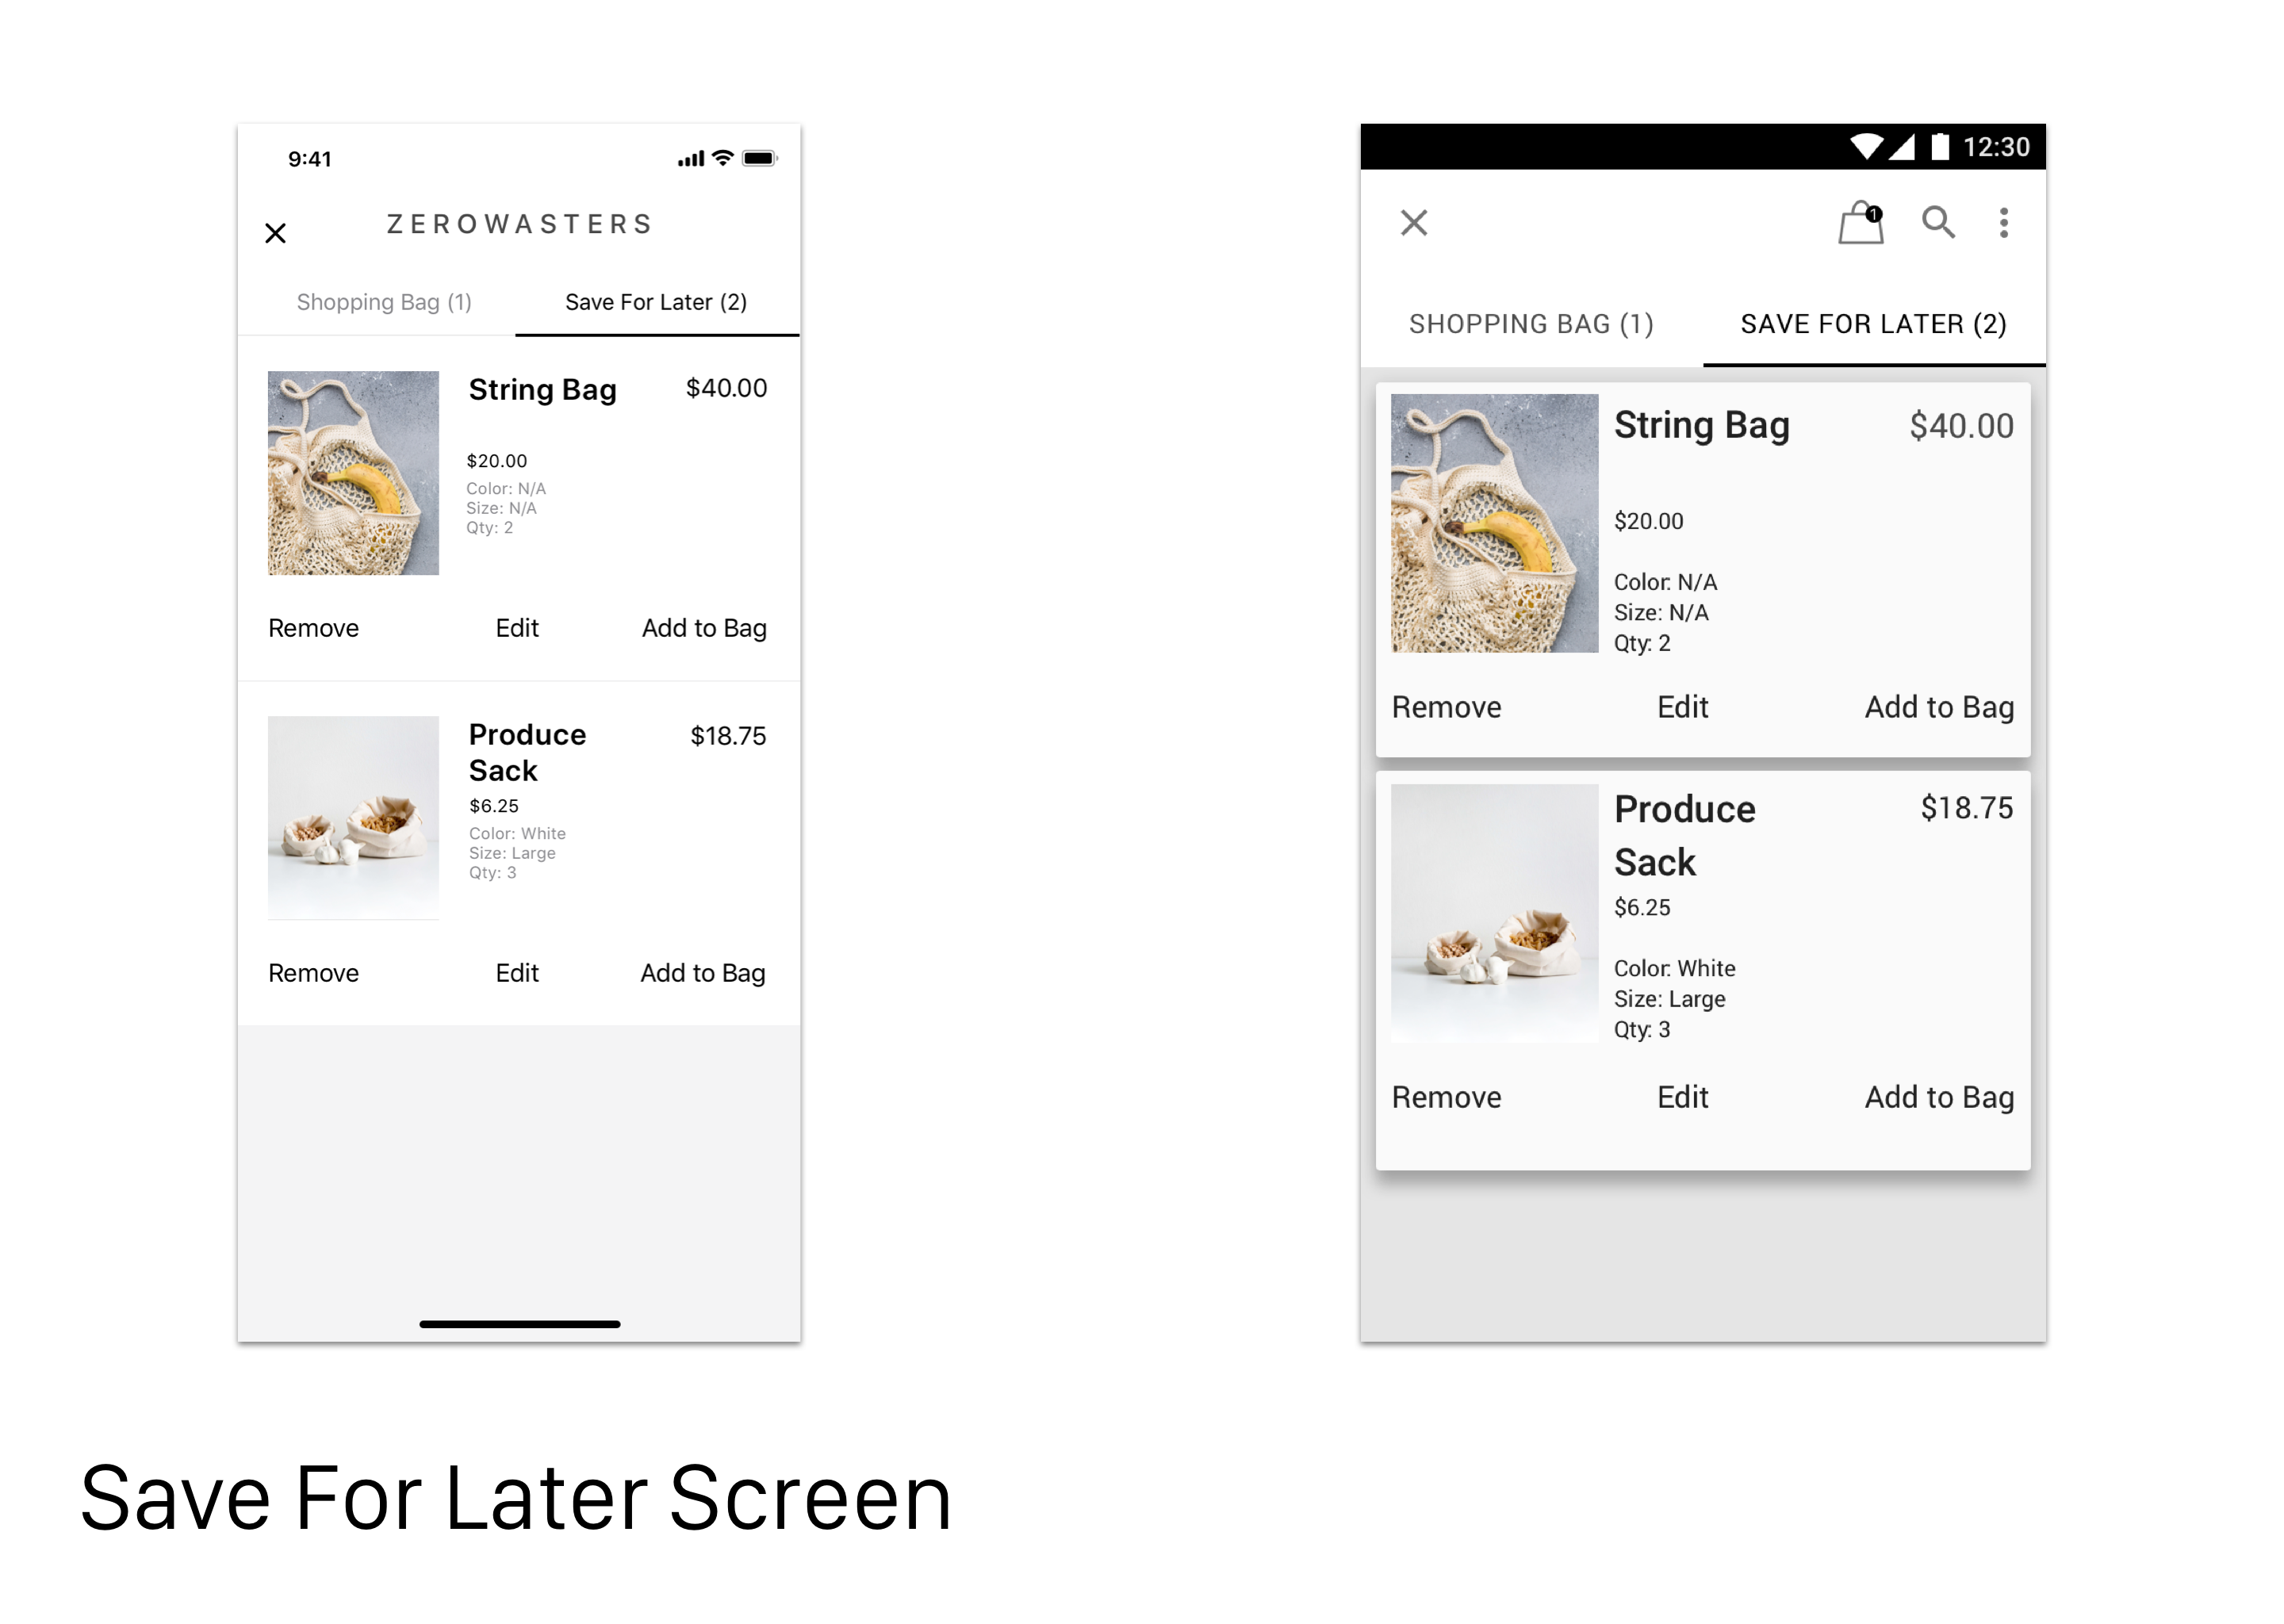 9:41
ZEROWASTERS
Shopping Bag (1) Save For Later (2)
String Bag $40.00
$20.00
Color: N/A
Size: N/A
Qty: 2
Remove Edit Add to Bag
Produce $18.75
Sack
$6.25
Color: White
Size: Large
Qty: 3
Remove Edit Add to Bag
12:30
1
SHOPPING BAG (1) SAVE FOR LATER (2)
String Bag $40.00
$20.00
Color: N/A
Size: N/A
Qty: 2
Remove Edit Add to Bag
Produce $18.75
Sack
$6.25
Color: White
Size: Large
Qty: 3
Remove Edit Add to Bag
Save For Later Screen